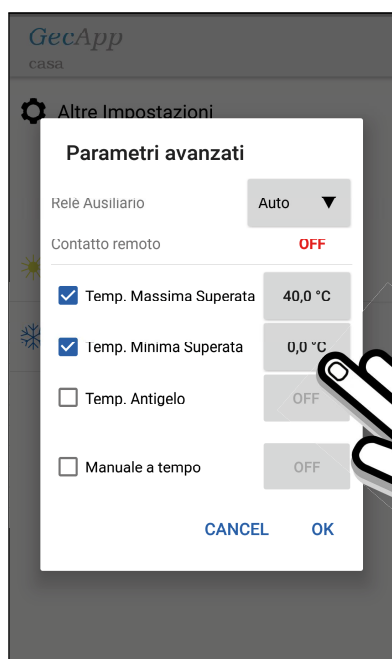 GecApp
casa
Altre Impostazioni
Parametri avanzati
Relè Ausiliario Auto ▼
Contatto remoto OFF
Temp. Massima Superata 40,0 °C
Temp. Minima Superata 0,0 °C
Temp. Antigelo OFF
Manuale a tempo OFF
CANCEL OK